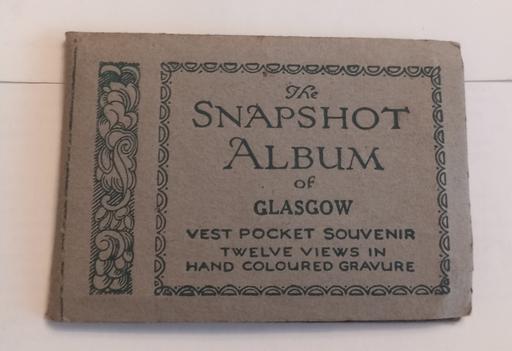 The
SNAPSHOT
ALBUM
OF
GLASGOW
VEST POCKET SOUVENIR
TWELVE VIEWS IN
HAND COLOURED GRAVURE